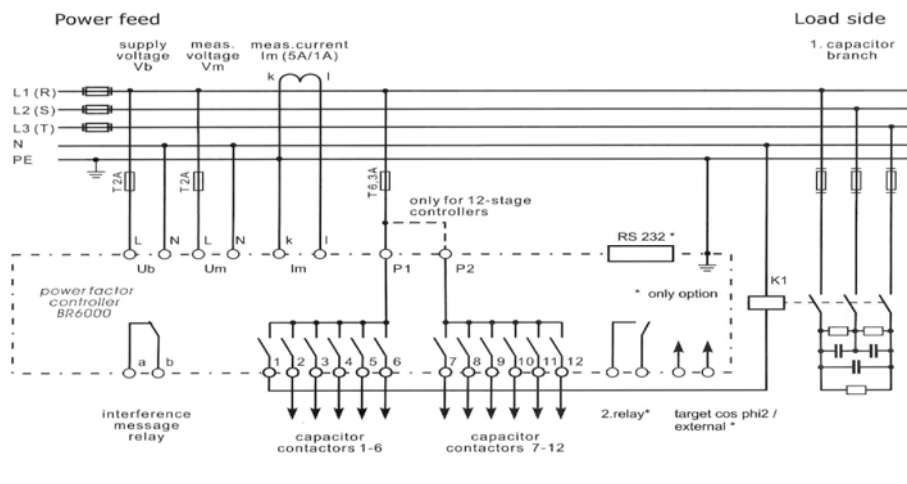 Power feed
Load side
supply voltage Vb
meas. voltage Vm
meas.current Im (5A/1A)
1. capacitor branch
k
l
L1 (R)
L2 (S)
L3 (T)
N
PE
T2A
T2A
T6.3A
only for 12-stage
controllers
RS 232 *
L
N
L
N
k
l
Ub
Um
Im
P1
P2
K1
power factor
controller
BR6000
* only option
a
b
1
2
3
4
5
6
7
8
9
10
11
12
interference
message
relay
capacitor
contactors 1-6
capacitor
contactors 7-12
2.relay*
target cos phi2 /
external *